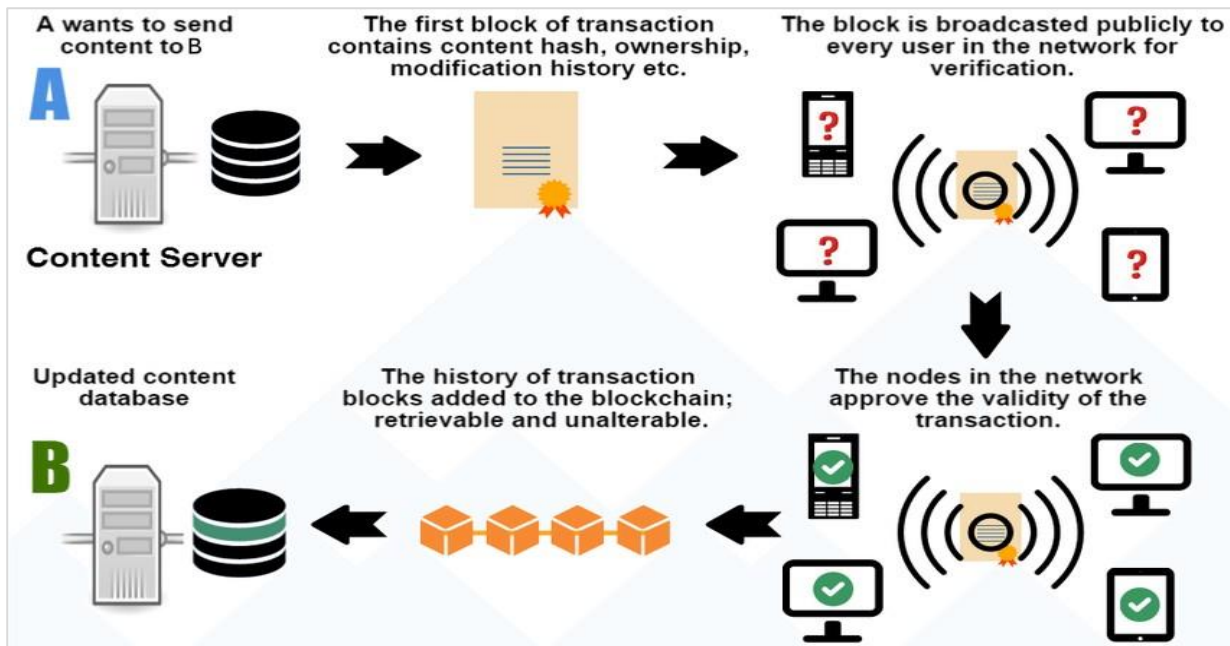 A wants to send
content to B
A
Content Server
The first block of transaction
contains content hash, ownership,
modification history etc.
The block is broadcasted publicly to
every user in the network for
verification.
?
?
?
?
The nodes in the network
approve the validity of the
transaction.
The history of transaction
blocks added to the blockchain;
retrievable and unalterable.
Updated content
database
B